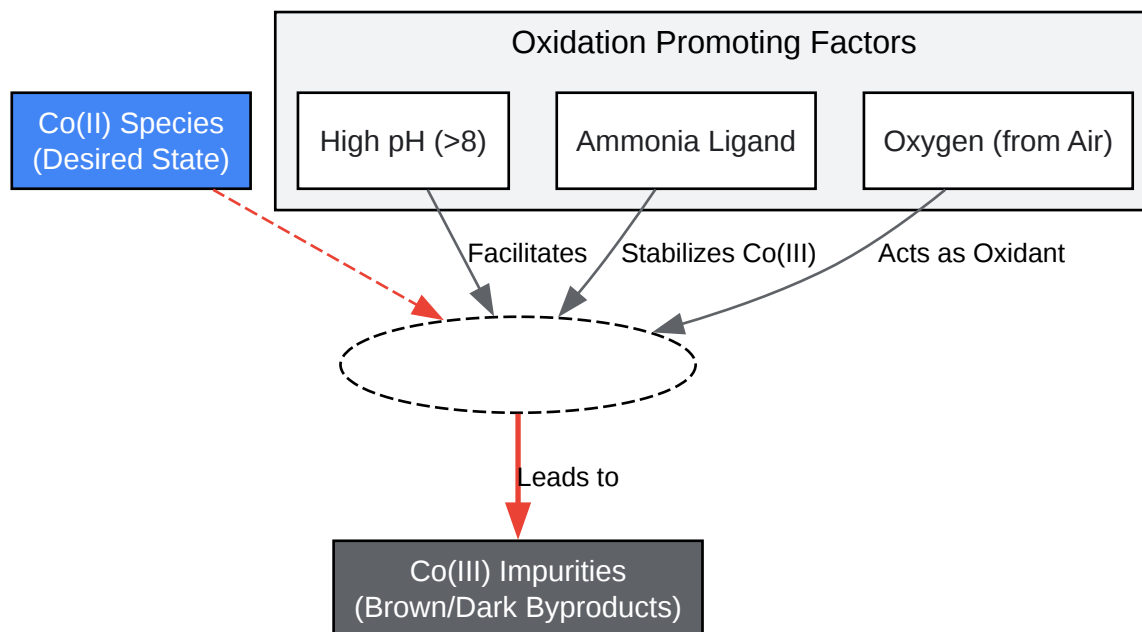 Oxidation Promoting Factors
Co(II) Species
(Desired State)
High pH (>8)
Ammonia Ligand
Oxygen (from Air)
Facilitates
Stabilizes Co(III)
Acts as Oxidant
Leads to
Co(III) Impurities
(Brown/Dark Byproducts)